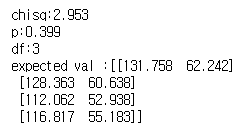 chisq:2.953
p:0.399
df:3
expected val :[[131.758  62.242]
 [128.363  60.638]
 [112.062  52.938]
 [116.817  55.183]]